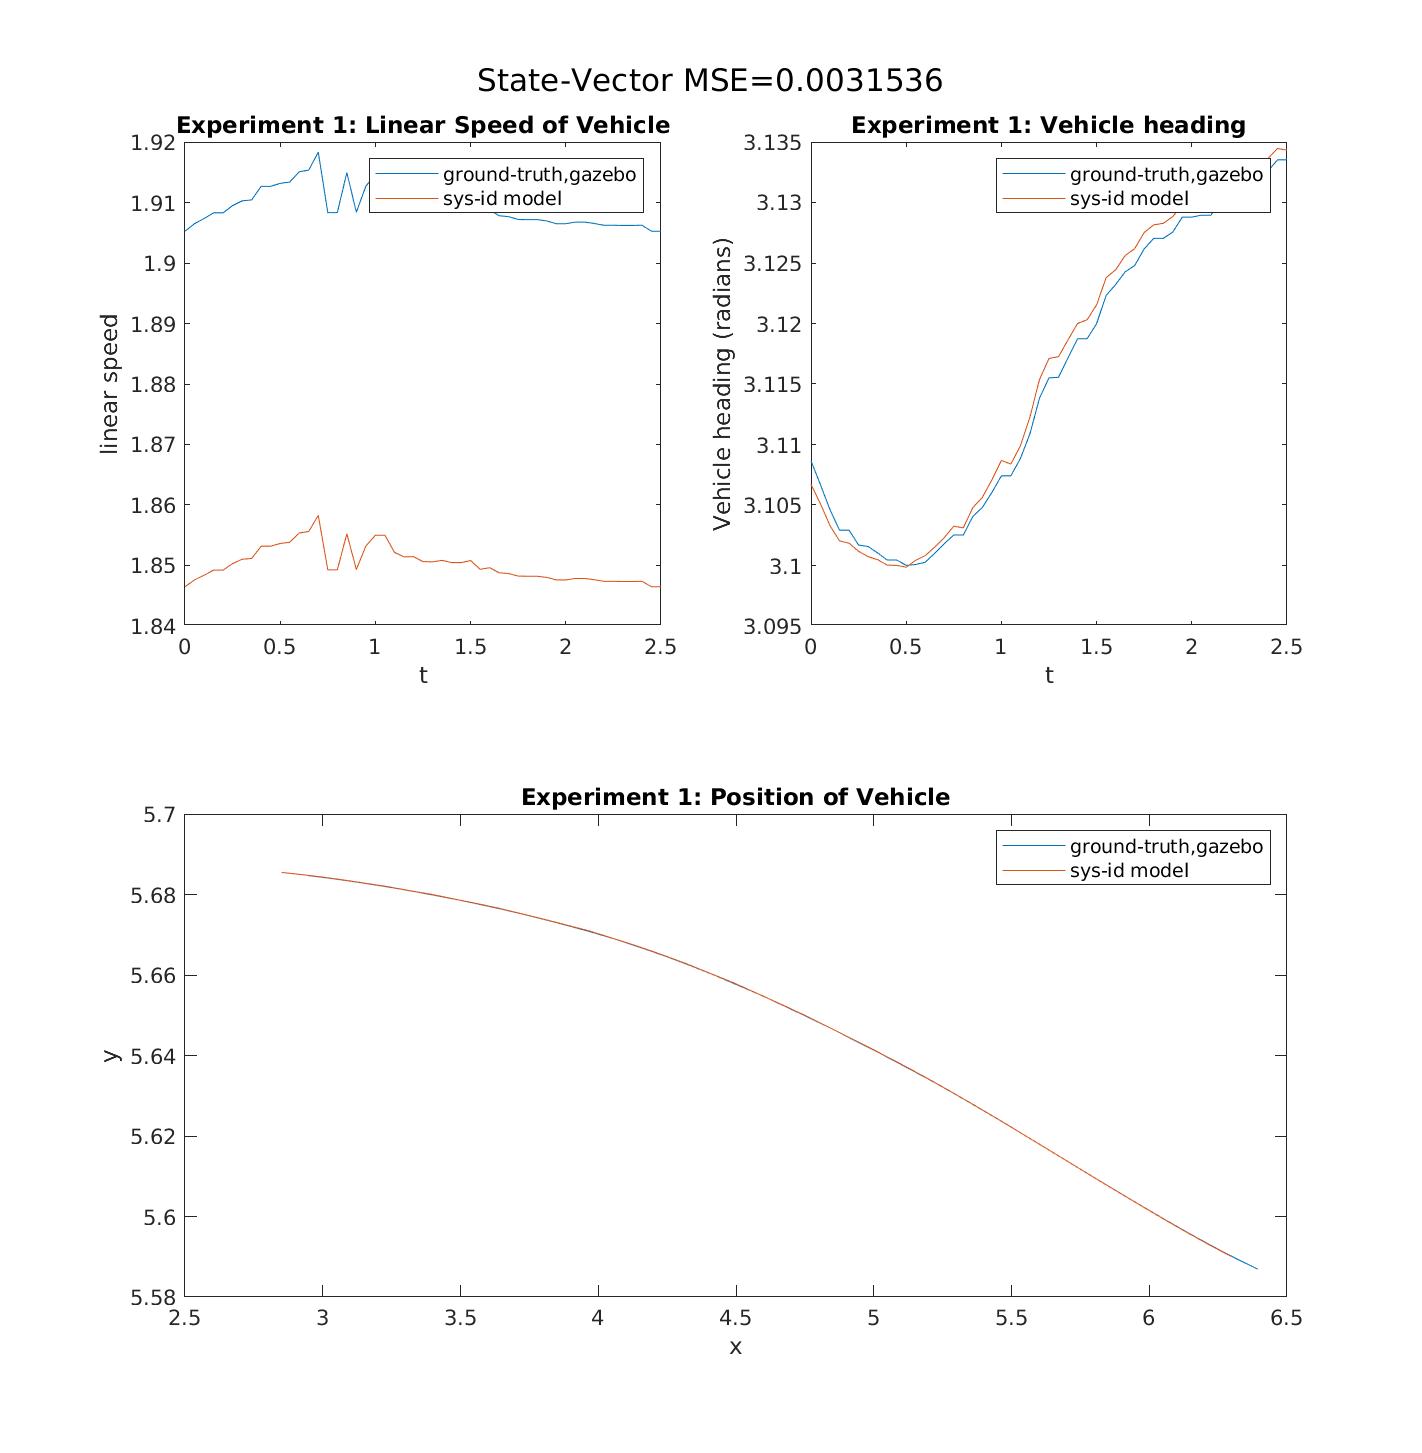 State-Vector MSE=0.0031536
Experiment 1: Linear Speed of Vehicle
1.92
1.91
1.9
1.89
1.88
1.87
1.86
1.85
1.84
linear speed
ground-truth,gazebo
sys-id model
0 0.5 1 1.5 2 2.5
t
Experiment 1: Vehicle heading
3.135
3.13
3.125
3.12
3.115
3.11
3.105
3.1
3.095
Vehicle heading (radians)
ground-truth,gazebo
sys-id model
0 0.5 1 1.5 2 2.5
t
Experiment 1: Position of Vehicle
5.7
5.68
5.66
5.64
5.62
5.6
5.58
y
ground-truth,gazebo
sys-id model
2.5 3 3.5 4 4.5 5 5.5 6 6.5
x